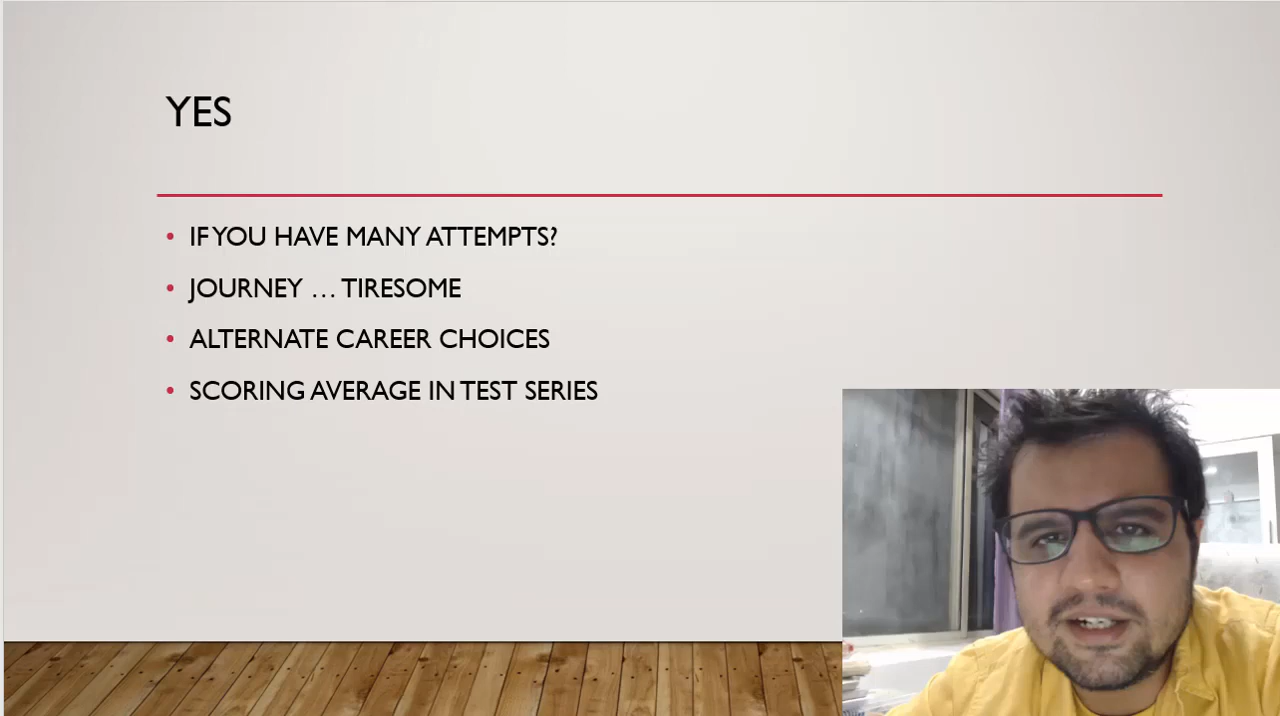 YES
• IF YOU HAVE MANY ATTEMPTS?
• JOURNEY … TIRESOME
• ALTERNATE CAREER CHOICES
• SCORING AVERAGE IN TEST SERIES